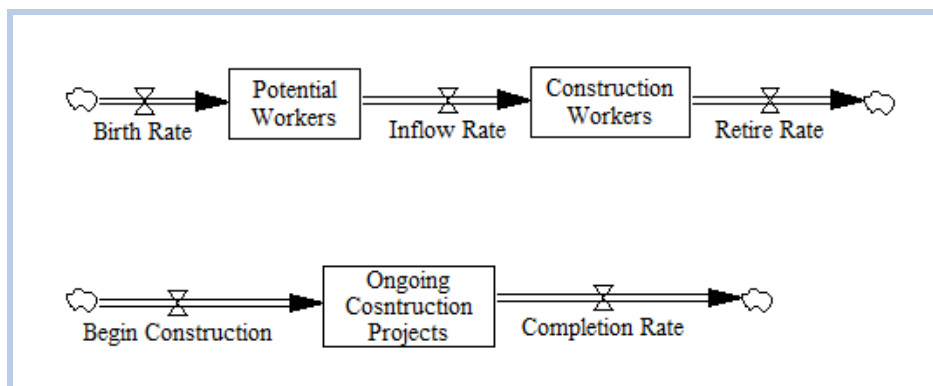 Potential
Workers
Construction
Workers
Birth Rate
Inflow Rate
Retire Rate
Ongoing
Cosntruction
Projects
Begin Construction
Completion Rate